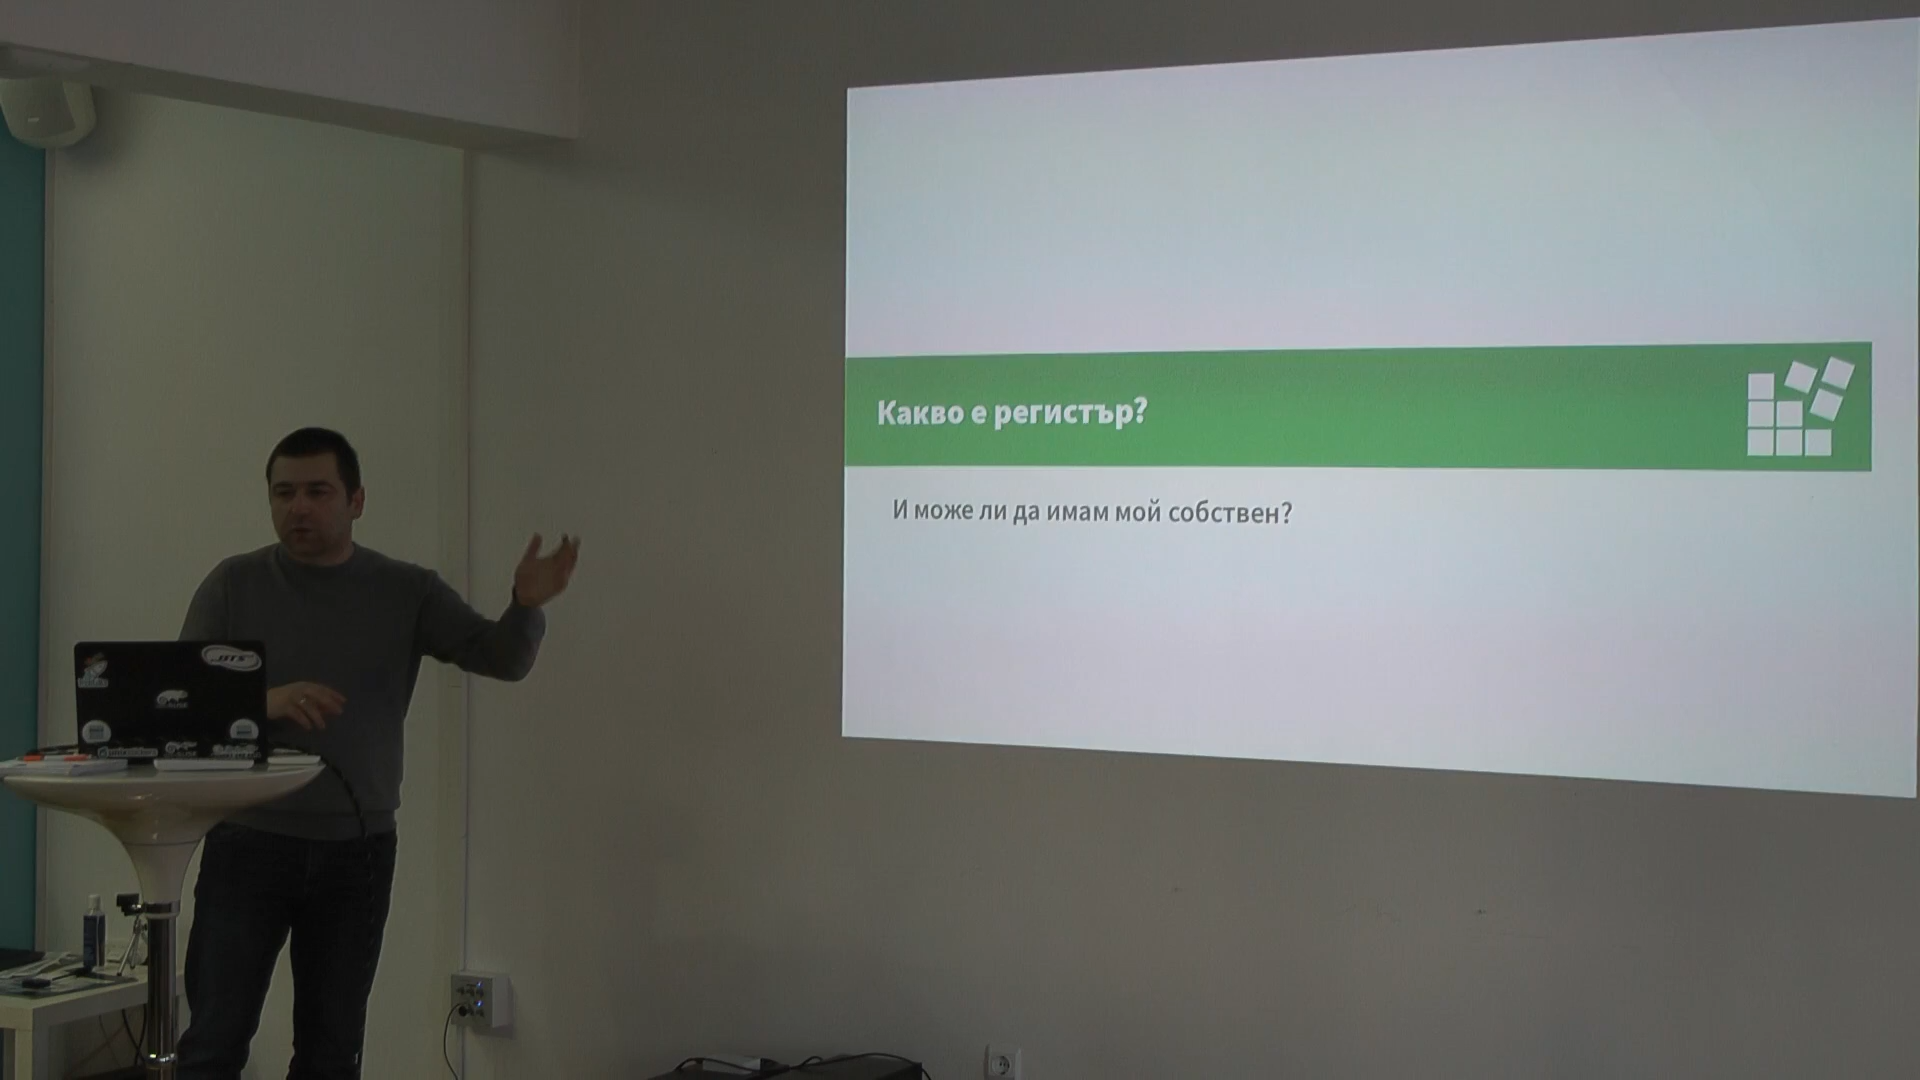 Какво е регистър?
И може ли да имам мой собствен?